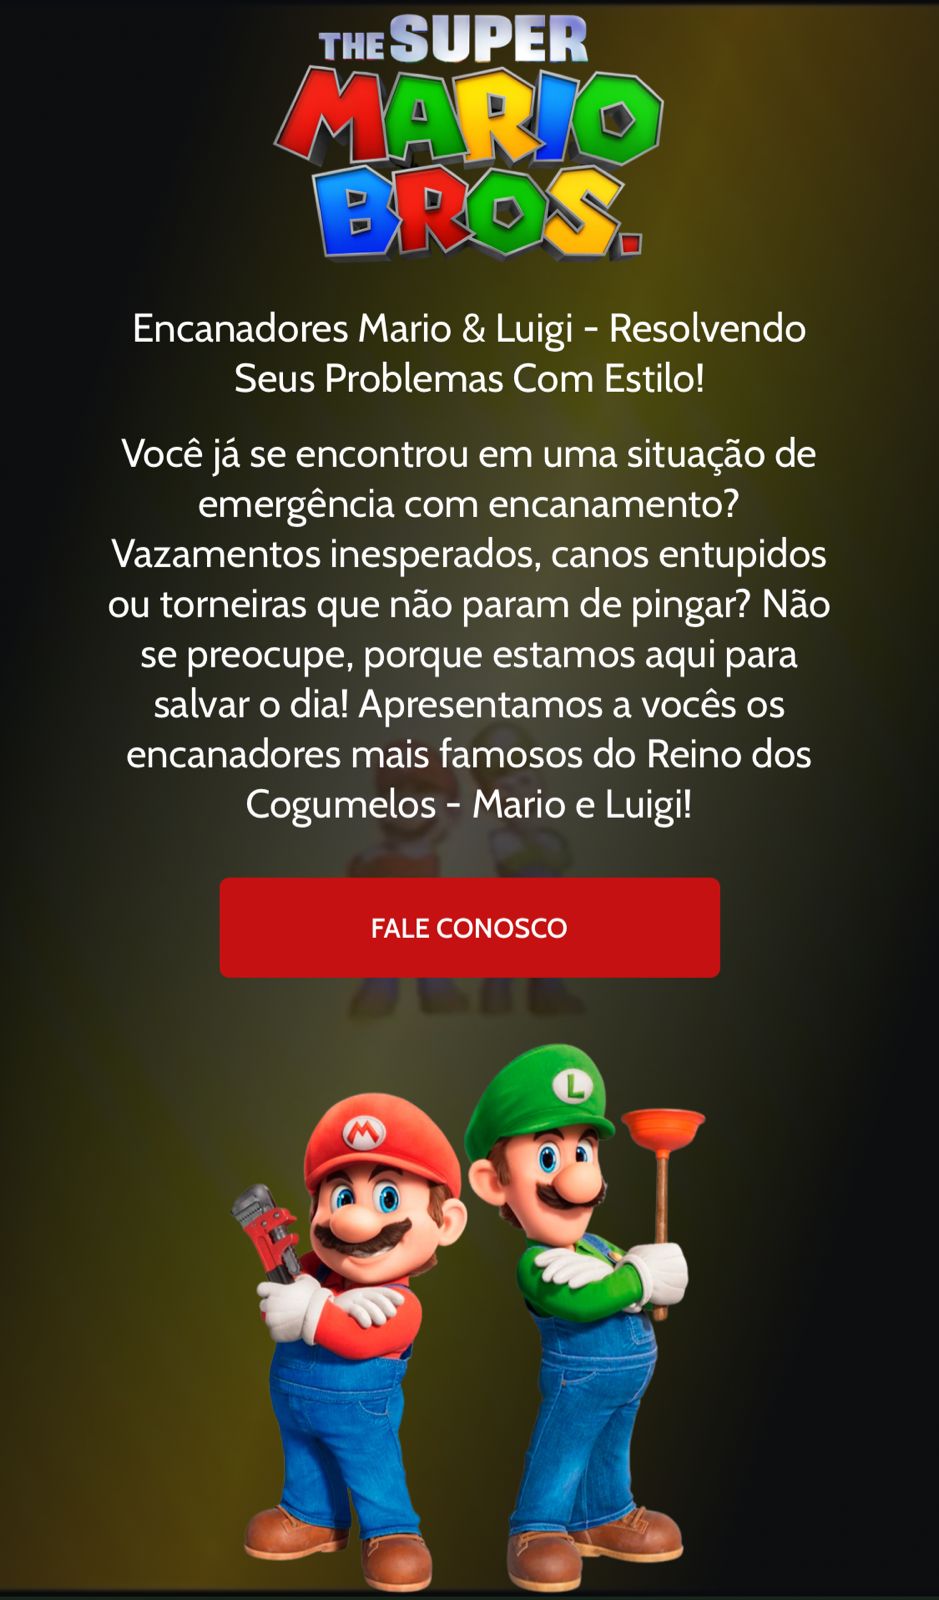 THE SUPER
MARIO
BROS.
Encanadores Mario & Luigi - Resolvendo
Seus Problemas Com Estilo!
Você já se encontrou em uma situação de
emergência com encanamento?
Vazamentos inesperados, canos entupidos
ou torneiras que não param de pingar? Não
se preocupe, porque estamos aqui para
salvar o dia! Apresentamos a vocês os
encanadores mais famosos do Reino dos
Cogumelos - Mario e Luigi!
FALE CONOSCO
L
M